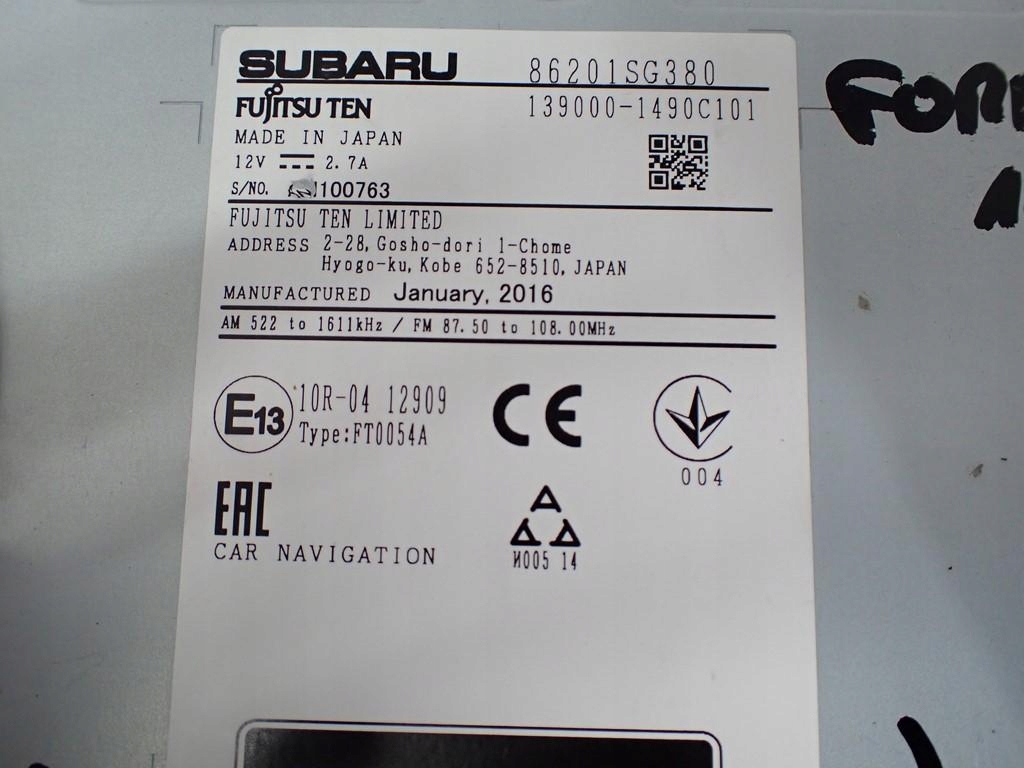 SUBARU 86201SG380
FUJITSU TEN 139000-1490C101
MADE IN JAPAN
12V 2.7A
S/NO. 100763
FUJITSU TEN LIMITED
ADDRESS 2-28, Gosho-dori 1-Chome
Hyogo-ku, Kobe 652-8510, JAPAN
MANUFACTURED January, 2016
AM 522 to 1611kHz / FM 87.50 to 108.00MHz
E13 10R-04 12909
Type:FT0054A
CE
004
EAC
CAR NAVIGATION
И005 14